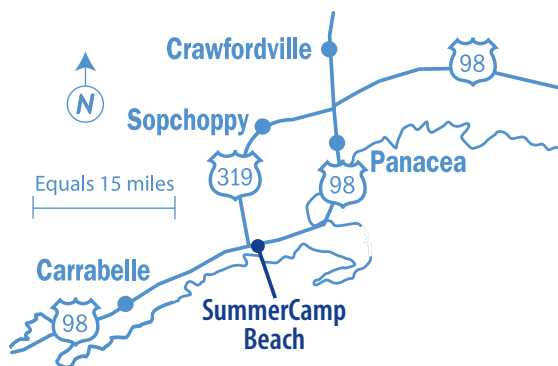 Crawfordville
98
N
Sopchoppy
Panacea
Equals 15 miles
319
98
Carrabelle
SummerCamp
Beach
98